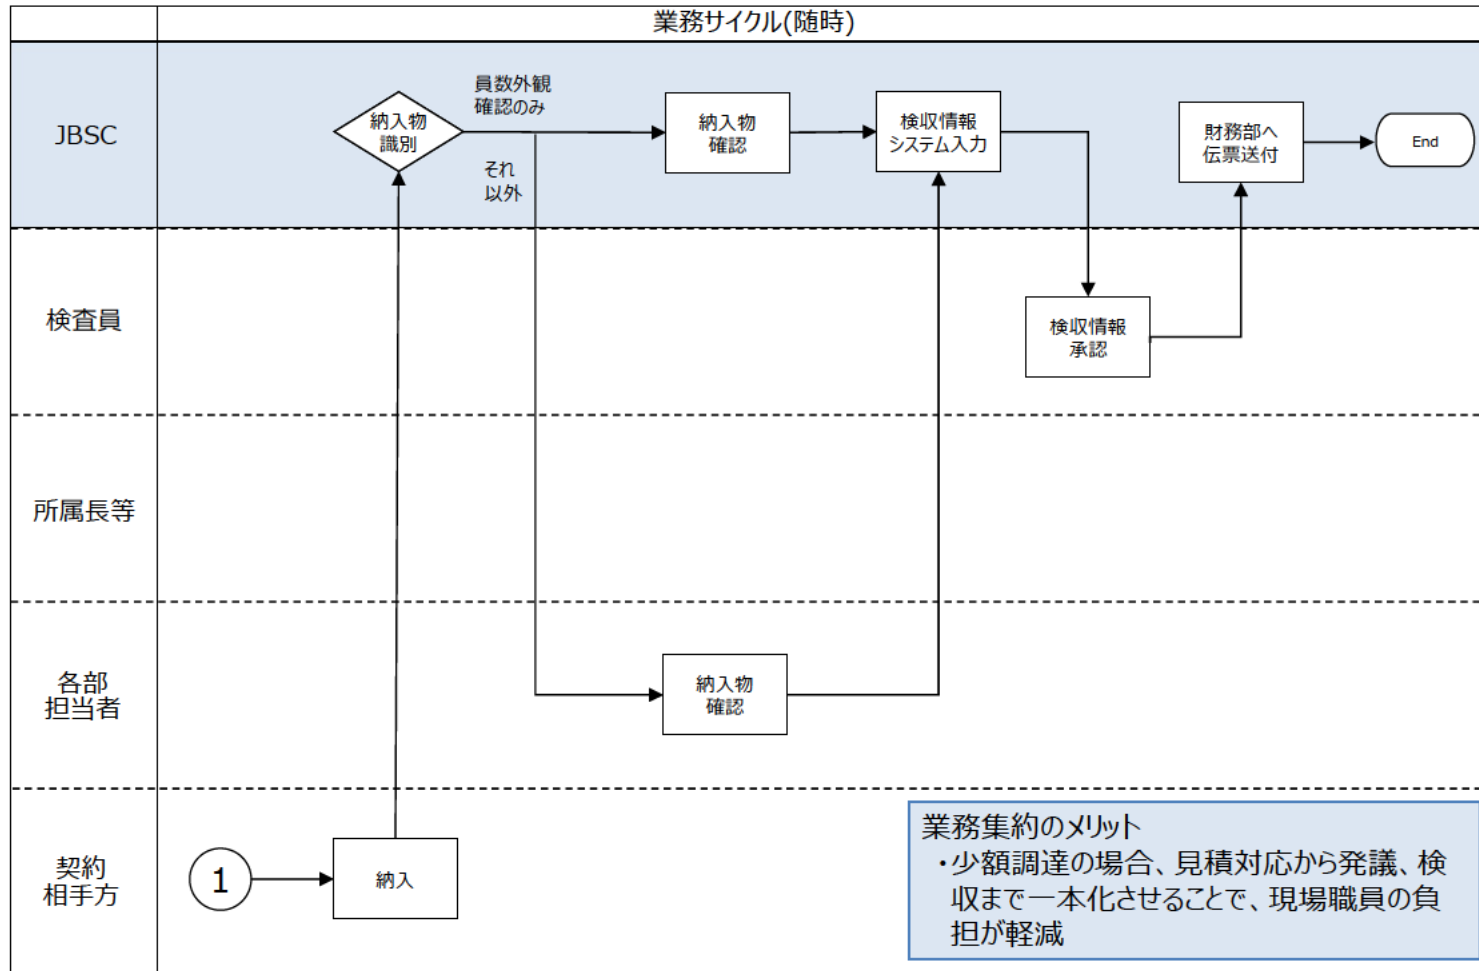 業務サイクル(随時)
JBSC
納入物
識別
員数外観
確認のみ
それ
以外
納入物
確認
検収情報
システム入力
財務部へ
伝票送付
End
検査員
検収情報
承認
所属長等
各部
担当者
納入物
確認
契約
相手方
1
納入
業務集約のメリット
・少額調達の場合、見積対応から発議、検
収まで一本化させることで、現場職員の負
担が軽減